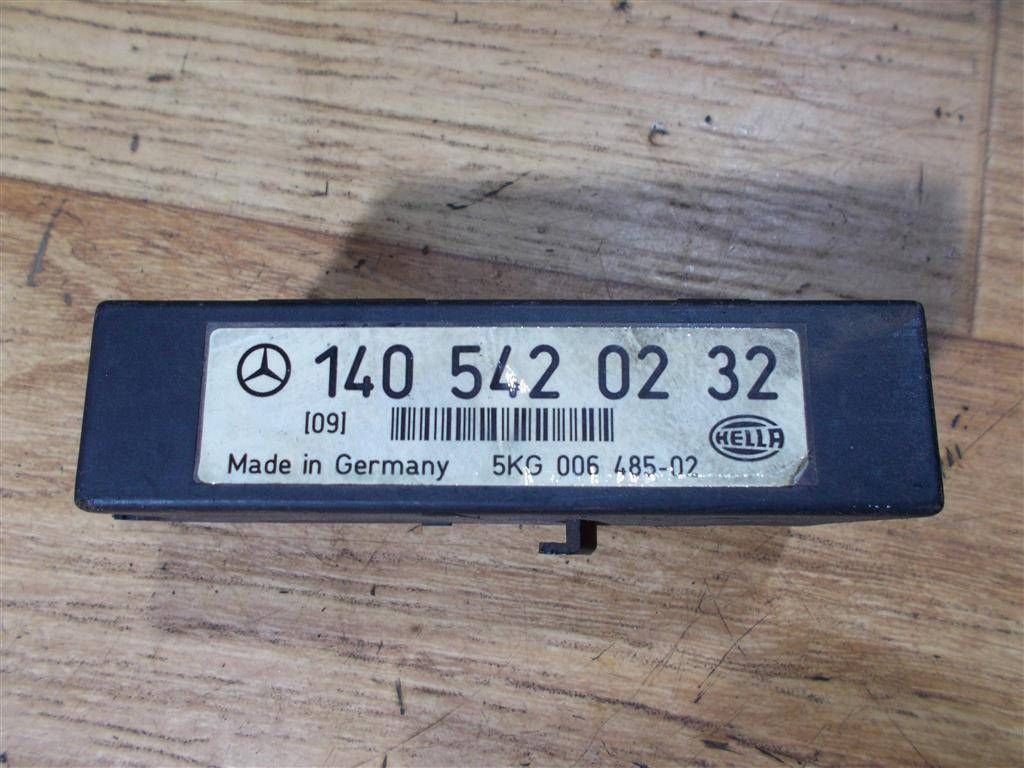 140 542 02 32
[09]
HELLA
Made in Germany 5KG 006 485-02